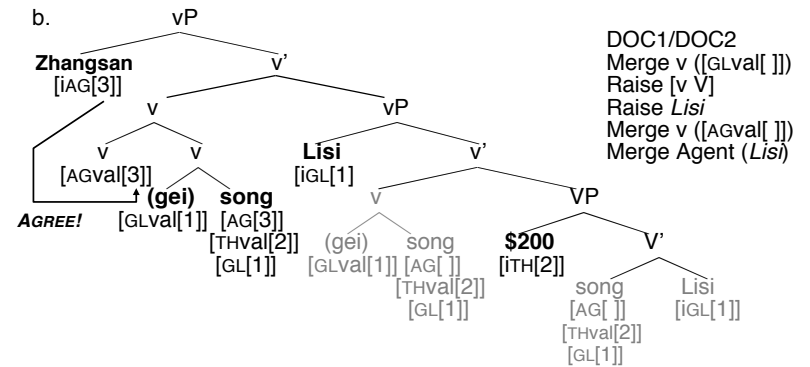 b.
vP
DOC1/DOC2
Zhangsan
v’
Merge v ([GLval[ ]])
[iAG[3]]
Raise [v V]
Raise Lisi
v
vP
Merge v ([AGval[ ]])
Merge Agent (Lisi)
v
v
Lisi
v’
[AGval[3]]
[iGL[1]
(gei)
song
v
VP
AGREE!
[GLval[1]]
[AG[3]]
[THval[2]]
(gei)
song
$200
V’
[GL[1]]
[GLval[1]]
[AG[ ]]
[iTH[2]]
[THval[2]]
song
Lisi
[GL[1]]
[AG[ ]]
[iGL[1]]
[THval[2]]
[GL[1]]